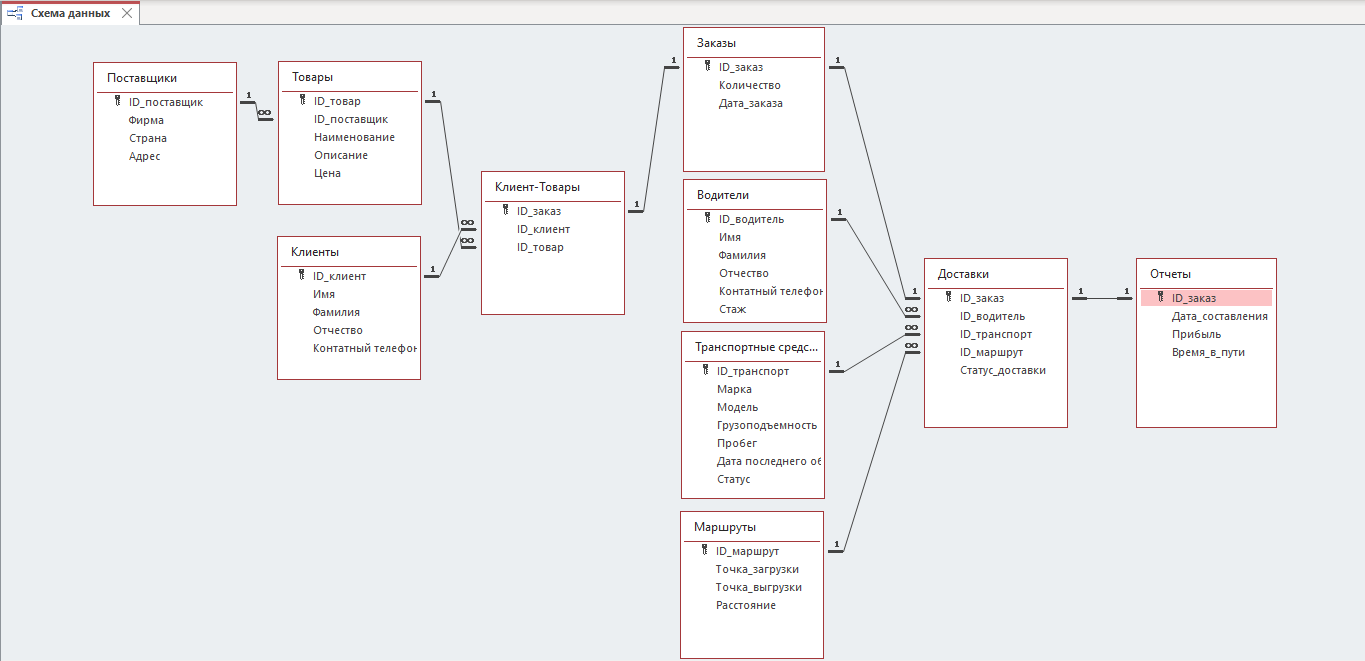 Схема данных
Поставщики
ID_поставщик
Фирма
Страна
Адрес
1
∞
Товары
ID_товар
ID_поставщик
Наименование
Описание
Цена
1
Клиенты
ID_клиент
Имя
Фамилия
Отчество
Контатный телефон
1
∞
∞
Клиент-Товары
ID_заказ
ID_клиент
ID_товар
1
1
Заказы
ID_заказ
Количество
Дата_заказа
1
Водители
ID_водитель
Имя
Фамилия
Отчество
Контатный телефон
Стаж
1
Транспортные средс...
ID_транспорт
Марка
Модель
Грузоподъемность
Пробег
Дата последнего об
Статус
1
Маршруты
ID_маршрут
Точка_загрузки
Точка_выгрузки
Расстояние
1
1
∞
∞
∞
Доставки
ID_заказ
ID_водитель
ID_транспорт
ID_маршрут
Статус_доставки
1
1
Отчеты
ID_заказ
Дата_составления
Прибыль
Время_в_пути